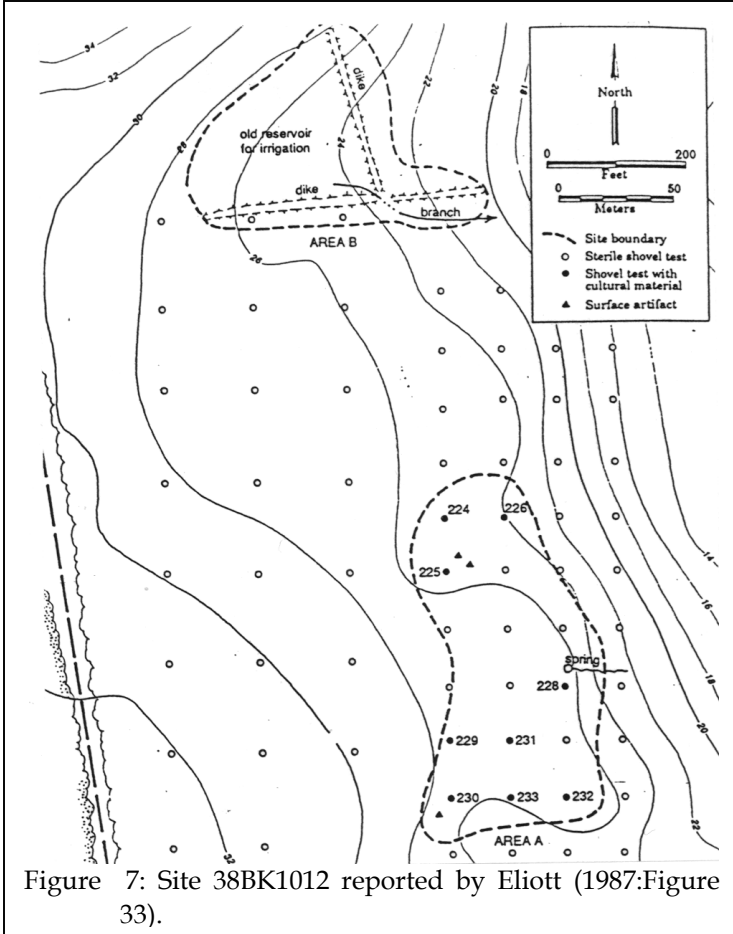 34
32
30
28
22
20
18
dike
24
old reservoir
for irrigation
dike
branch
AREA B
26
North
0 200
Feet
0 50
Meters
Site boundary
Sterile shovel test
Shovel test with
cultural material
Surface artifact
224
226
225
14
16
spring
228
18
229
231
20
230
233
232
22
AREA A
32
Figure 7: Site 38BK1012 reported by Eliott (1987:Figure
33).